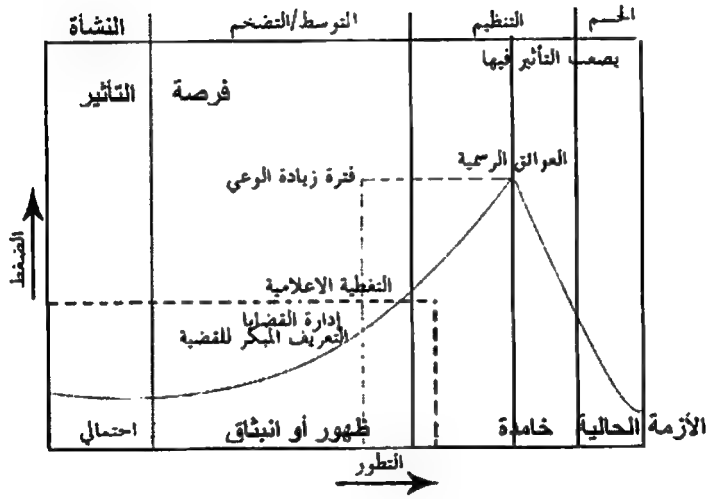 النشأة
التوسط/التضخم
التنظيم
الحسم
يصعب التأثير فيها
فرصة
التأثير
العوائق الرسمية
فترة زيادة الوعي
الضغط
التغطية الاعلامية
إدارة القضايا
التعريف المبكر للقضية
احتمالي
ظهور أو انبثاق
خامدة
الأزمة الحالية
التطور